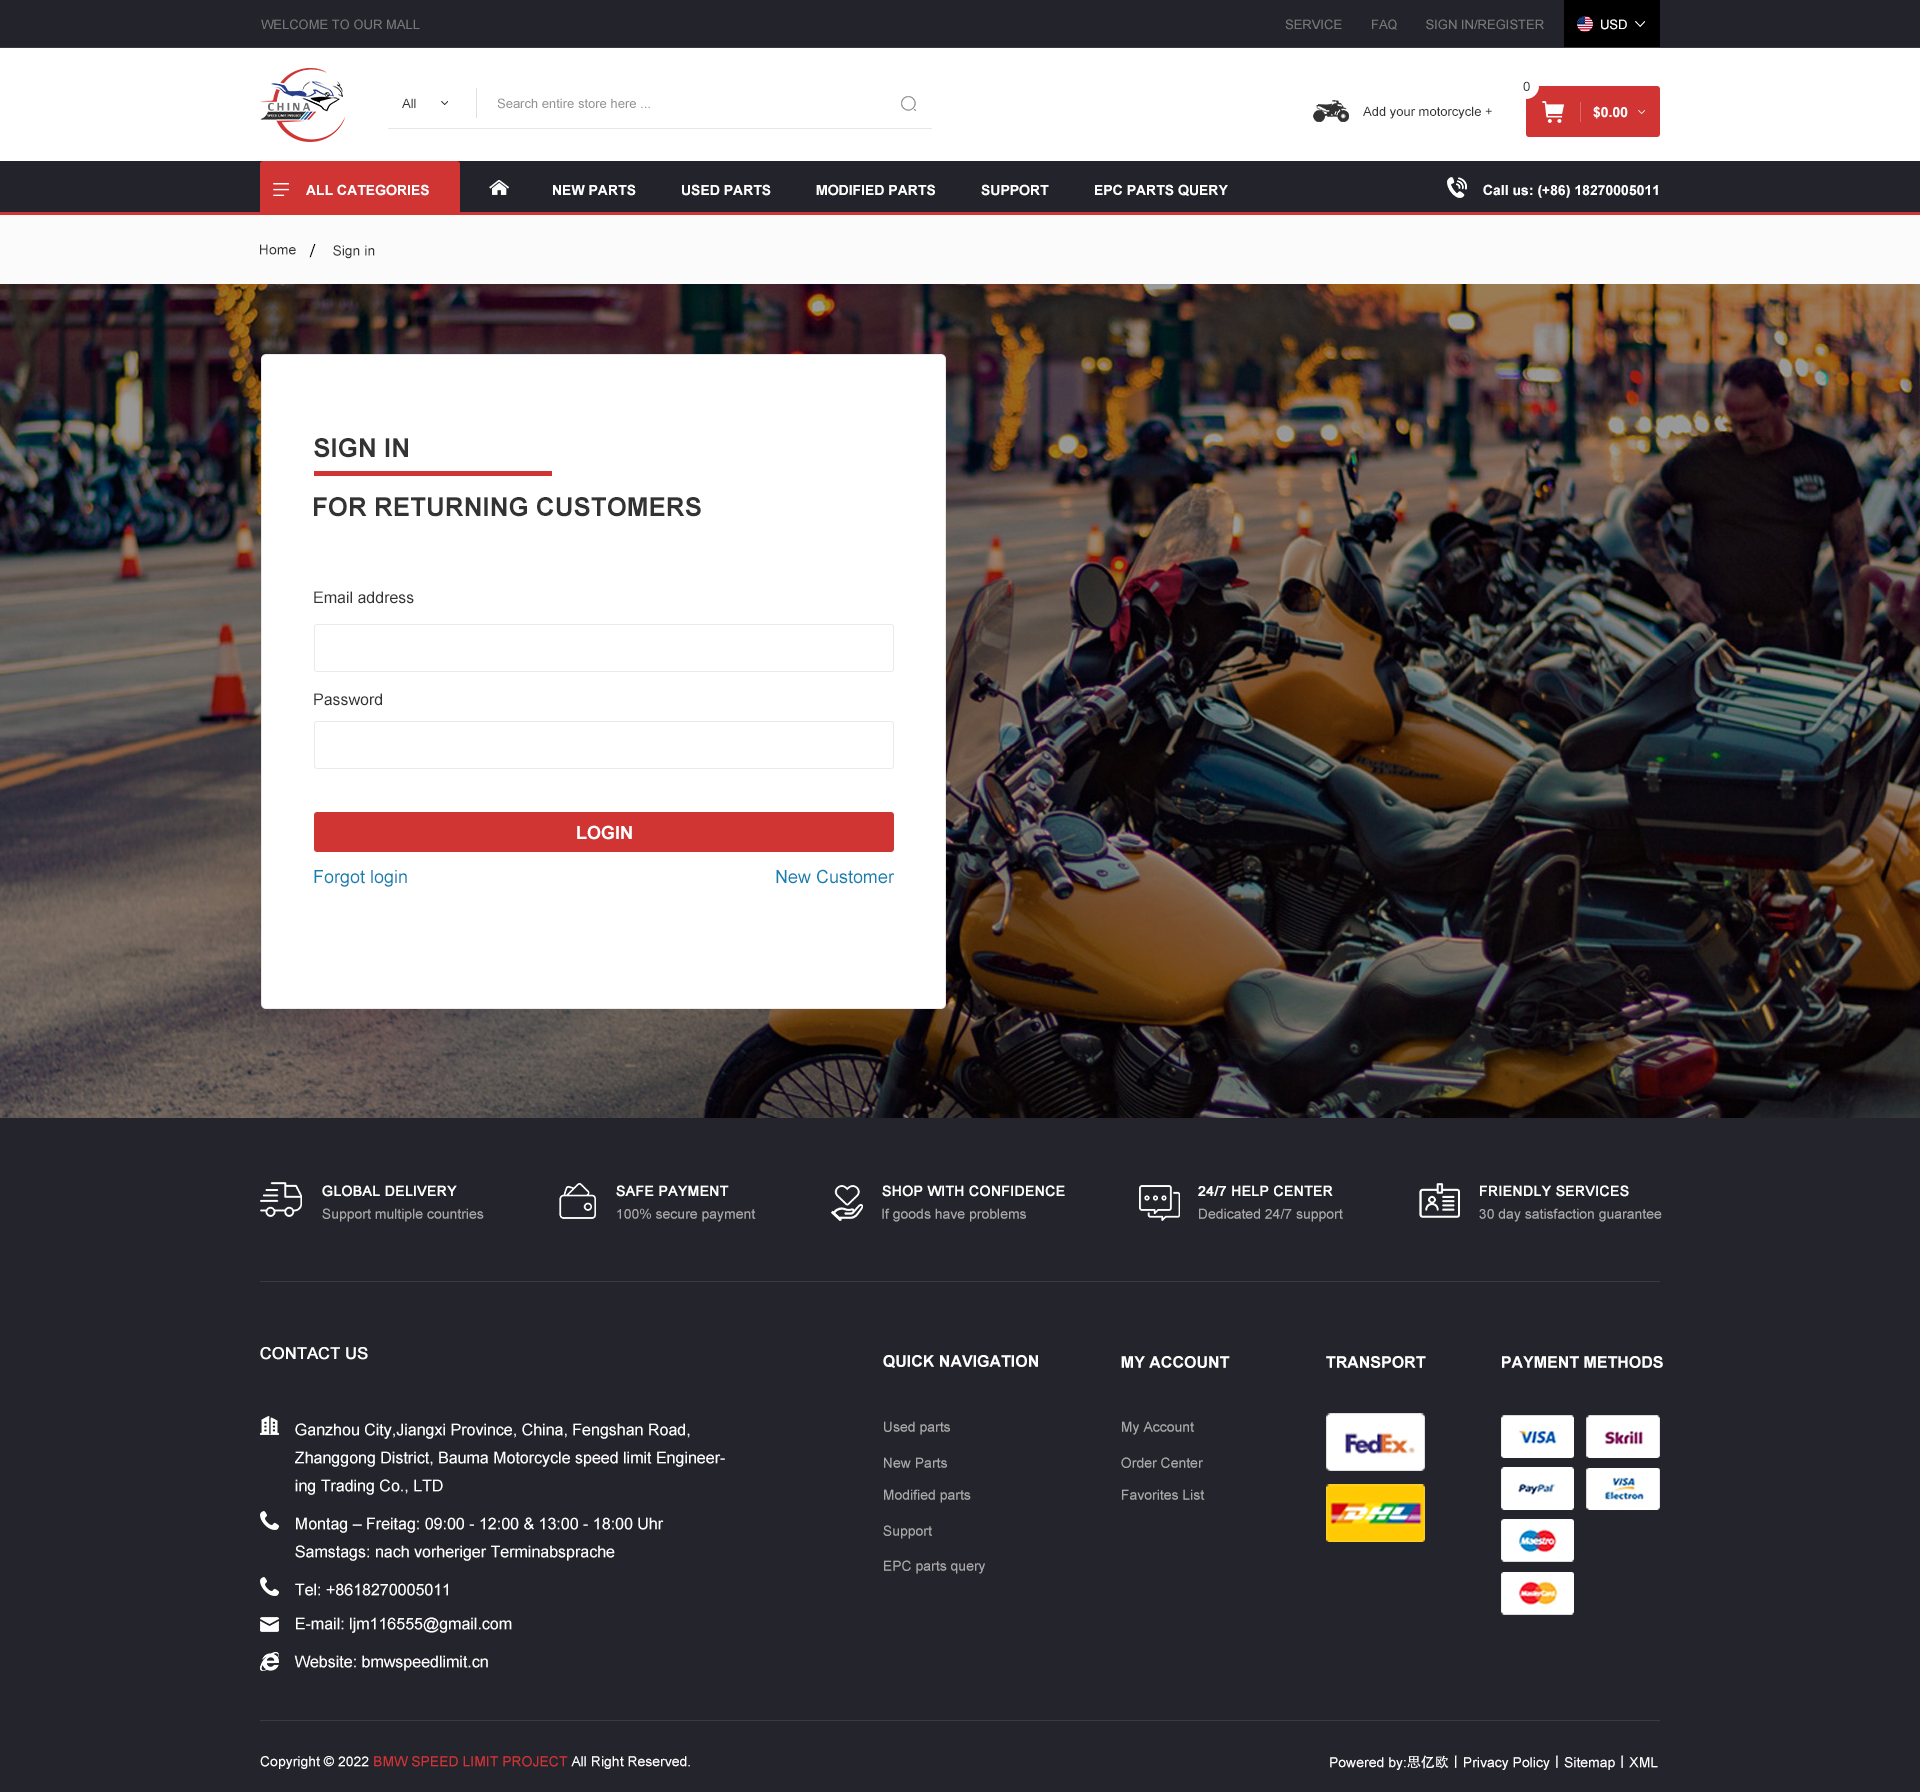 WELCOME TO OUR MALL
SERVICE FAQ SIGN IN/REGISTER USD
CHINA
SPEED LIMIT PROJECT
All Search entire store here ...
Add your motorcycle +
0
$0.00
ALL CATEGORIES NEW PARTS USED PARTS MODIFIED PARTS SUPPORT EPC PARTS QUERY Call us: (+86) 18270005011
Home / Sign in
SIGN IN
FOR RETURNING CUSTOMERS
Email address
Password
LOGIN
Forgot login New Customer
GLOBAL DELIVERY
Support multiple countries
SAFE PAYMENT
100% secure payment
SHOP WITH CONFIDENCE
If goods have problems
24/7 HELP CENTER
Dedicated 24/7 support
FRIENDLY SERVICES
30 day satisfaction guarantee
CONTACT US
Ganzhou City,Jiangxi Province, China, Fengshan Road,
Zhanggong District, Bauma Motorcycle speed limit Engineer-
ing Trading Co., LTD
Montag – Freitag: 09:00 - 12:00 & 13:00 - 18:00 Uhr
Samstags: nach vorheriger Terminabsprache
Tel: +8618270005011
E-mail: ljm116555@gmail.com
Website: bmwspeedlimit.cn
QUICK NAVIGATION
Used parts
New Parts
Modified parts
Support
EPC parts query
MY ACCOUNT
My Account
Order Center
Favorites List
TRANSPORT
FedEx
DHL
PAYMENT METHODS
VISA Skrill
PayPal VISA Electron
Maestro
MasterCard
Copyright © 2022 BMW SPEED LIMIT PROJECT All Right Reserved.
Powered by:思亿欧 | Privacy Policy | Sitemap | XML